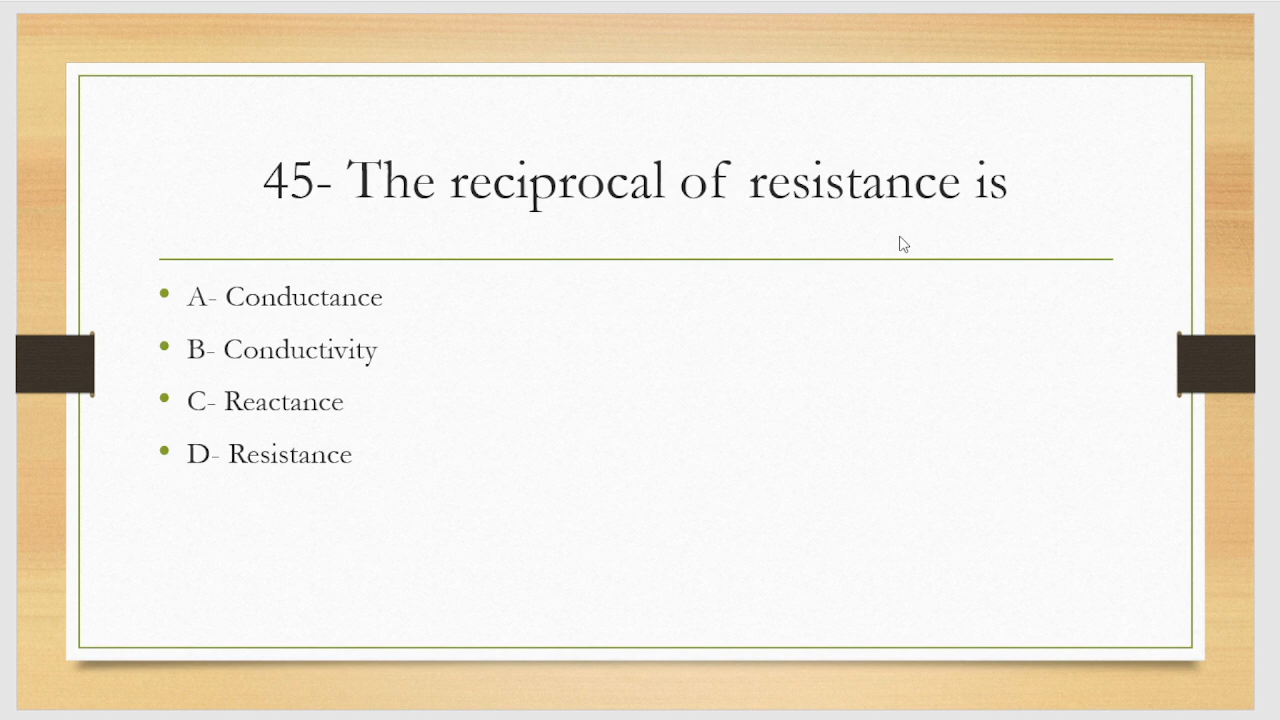 45- The reciprocal of resistance is
• A- Conductance
• B- Conductivity
• C- Reactance
• D- Resistance